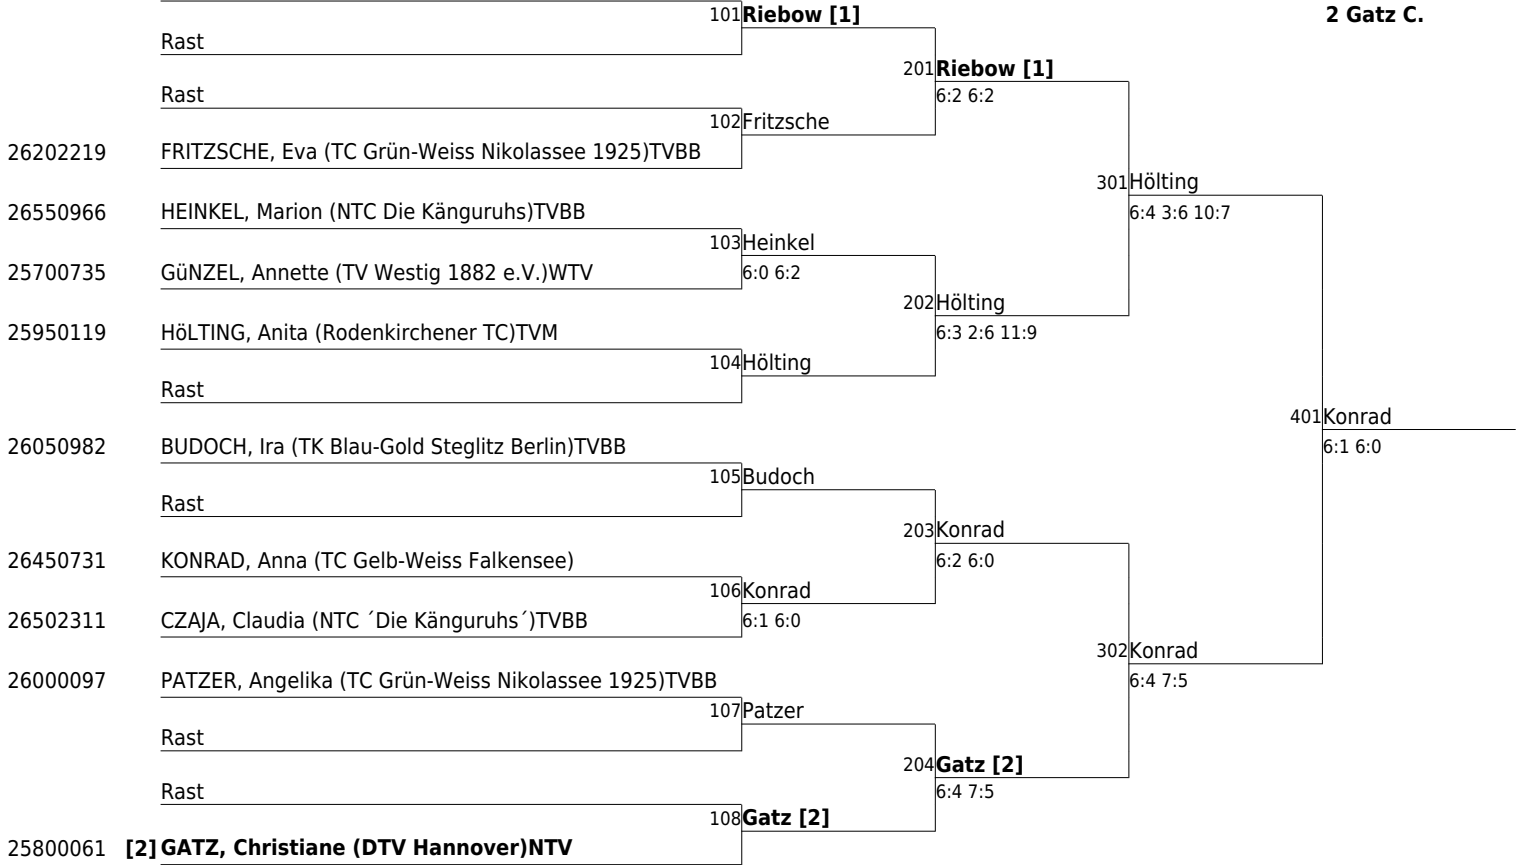 101 Riebow [1] 2 Gatz C.
Rast
201 Riebow [1]
Rast 6:2 6:2
102 Fritzsche
26202219 FRITZSCHE, Eva (TC Grün-Weiss Nikolassee 1925)TVBB
301 Hölting
26550966 HEINKEL, Marion (NTC Die Känguruhs)TVBB 6:4 3:6 10:7
103 Heinkel
25700735 GüNZEL, Annette (TV Westig 1882 e.V.)WTV 6:0 6:2
202 Hölting
25950119 HöLTING, Anita (Rodenkirchener TC)TVM 6:3 2:6 11:9
104 Hölting
Rast
401 Konrad
26050982 BUDOCH, Ira (TK Blau-Gold Steglitz Berlin)TVBB 6:1 6:0
105 Budoch
Rast
203 Konrad
26450731 KONRAD, Anna (TC Gelb-Weiss Falkensee) 6:2 6:0
106 Konrad
26502311 CZAJA, Claudia (NTC ´Die Känguruhs´)TVBB 6:1 6:0
302 Konrad
26000097 PATZER, Angelika (TC Grün-Weiss Nikolassee 1925)TVBB 6:4 7:5
107 Patzer
Rast
204 Gatz [2]
Rast 6:4 7:5
108 Gatz [2]
25800061 [2] GATZ, Christiane (DTV Hannover)NTV